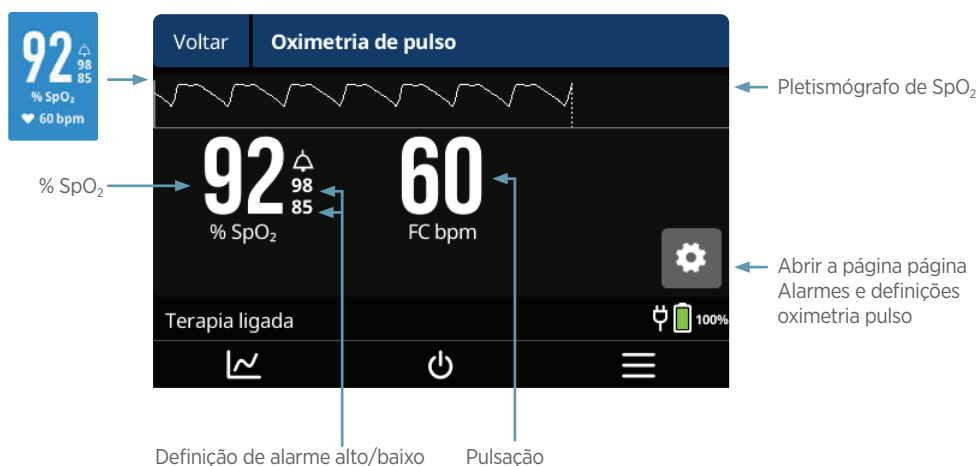 92
98
85
% SpO₂
60 bpm
Voltar
Oximetria de pulso
Pletismógrafo de SpO₂
% SpO₂
92
98
85
% SpO₂
60
FC bpm
Abrir a página página
Alarmes e definições
oximetria pulso
Terapia ligada
100%
Definição de alarme alto/baixo
Pulsação